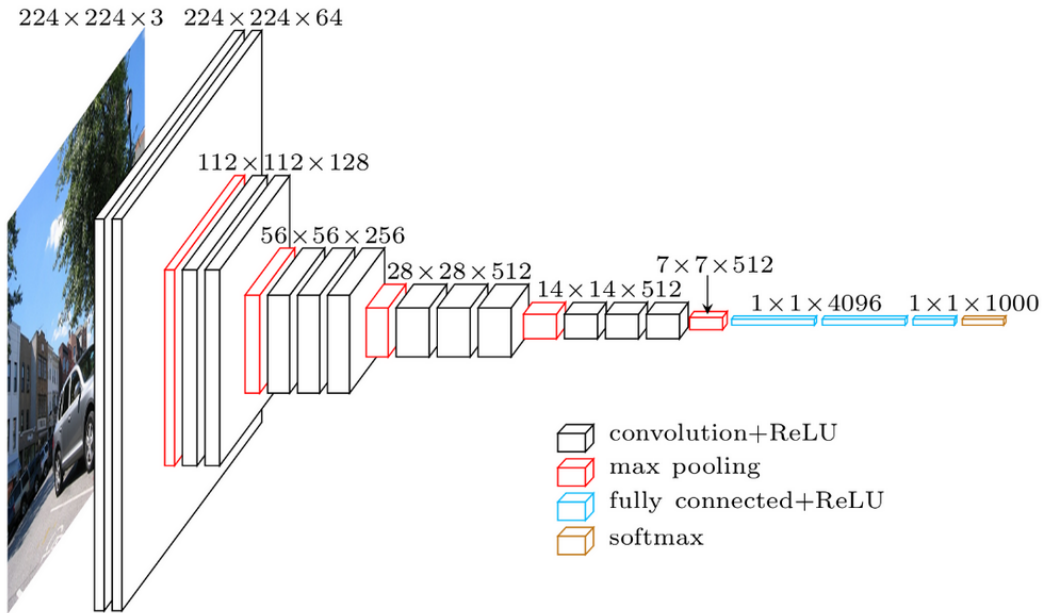 224×224×3
224×224×64
112×112×128
56×56×256
28×28×512
14×14×512
7×7×512
1×1×4096
1×1×1000
convolution+ReLU
max pooling
fully connected+ReLU
softmax